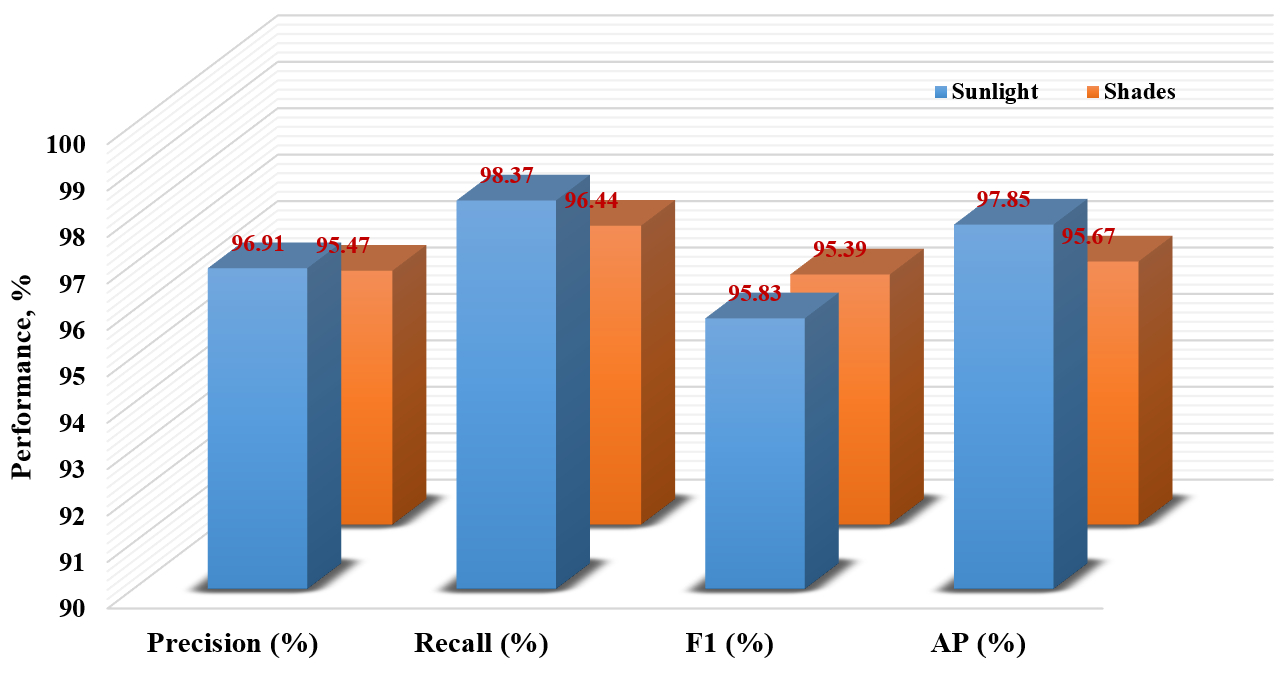 Sunlight
Shades
100
99
98
97
96
95
94
93
92
91
90
Performance, %
96.91
95.47
98.37
96.44
95.83
95.39
97.85
95.67
Precision (%)
Recall (%)
F1 (%)
AP (%)